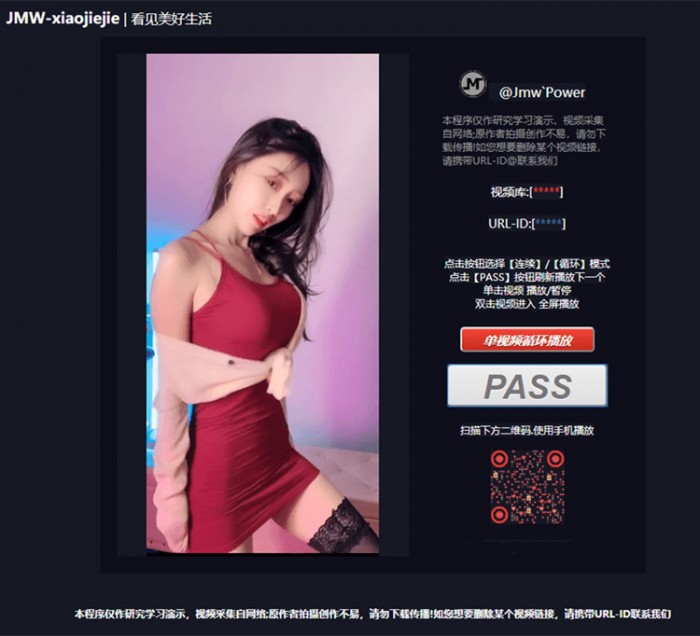 JMW-xiaojiejie | 看见美好生活
@Jmw`Power
本程序仅作研究学习演示，视频采集
自网络;原作者拍摄创作不易，请勿下
载传播!如您想要删除某个视频链接，
请携带URL-ID@联系我们
视频库:[*****]
URL-ID:[*****]
点击按钮选择【连续】/【循环】模式
点击【PASS】按钮刷新播放下一个
单击视频 播放/暂停
双击视频进入 全屏播放
单视频循环播放
PASS
扫描下方二维码.使用手机播放
本程序仅作研究学习演示，视频采集自网络;原作者拍摄创作不易，请勿下载传播!如您想要删除某个视频链接，请携带URL-ID联系我们